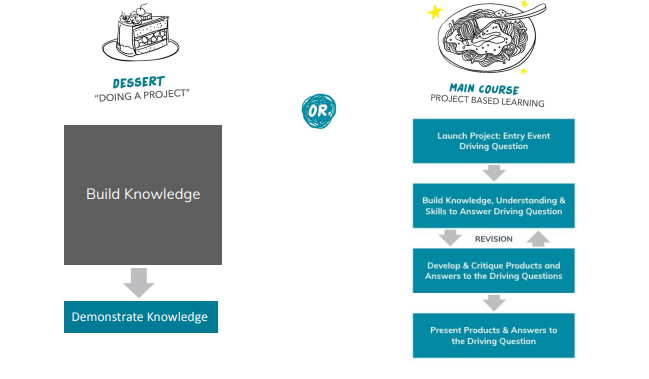 DESSERT
"DOING A PROJECT"
Build Knowledge
Demonstrate Knowledge
OR
MAIN COURSE
PROJECT BASED LEARNING
Launch Project: Entry Event
Driving Question
Build Knowledge, Understanding &
Skills to Answer Driving Question
REVISION
Develop & Critique Products and
Answers to the Driving Questions
Present Products & Answers to
the Driving Question